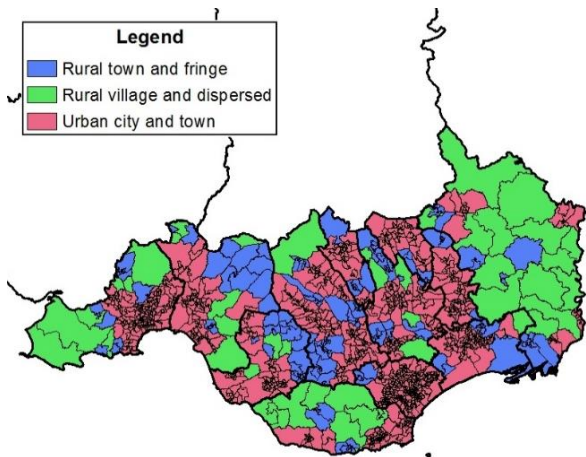 Legend
Rural town and fringe
Rural village and dispersed
Urban city and town